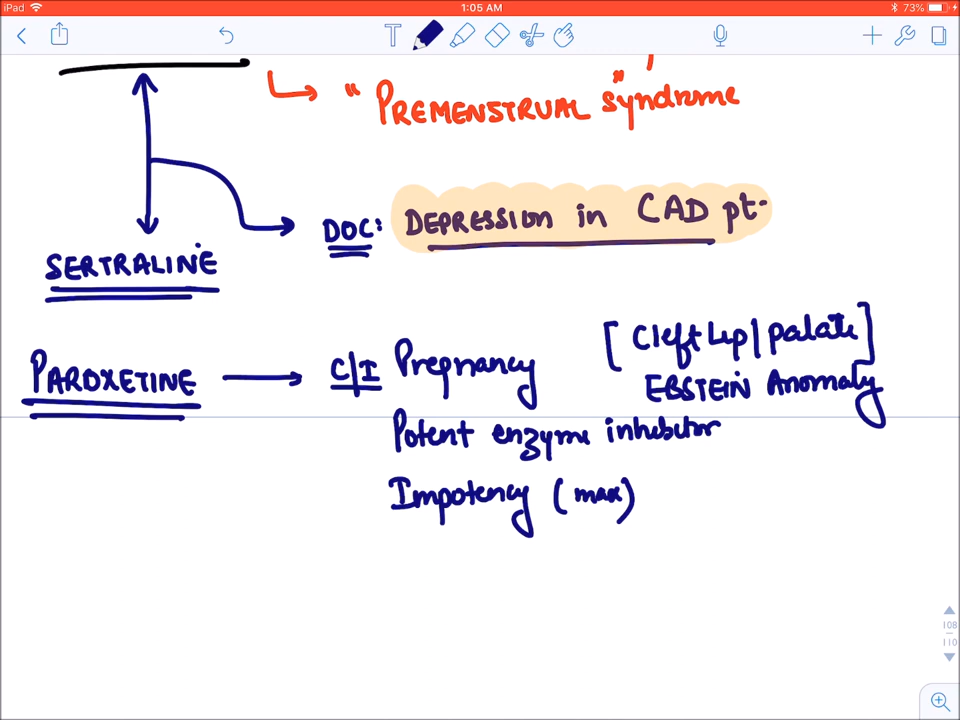 iPad 1:05 AM 73%
T
" PREMENSTRUAL syndrome "
DOC: DEPRESSION in CAD pt.
SERTRALINE
PAROXETINE C/I Pregnancy [Cleft Lip/palate]
EBSTEIN Anomaly
Potent enzyme inhibitor
Impotency (max)
108
110